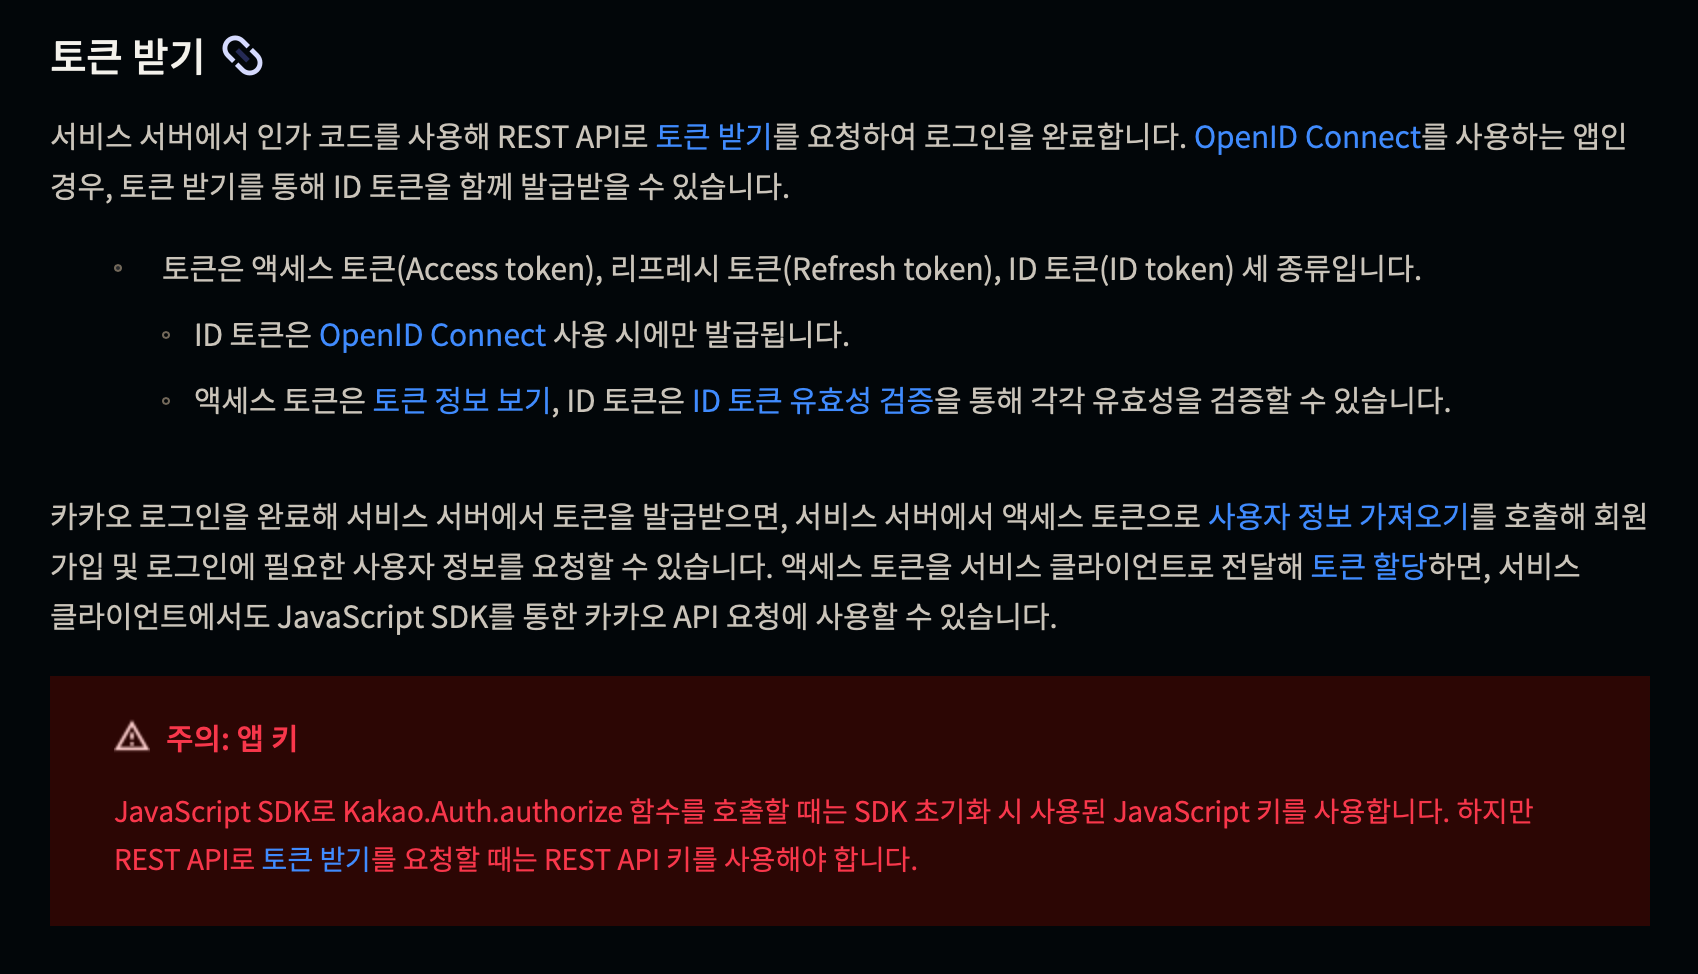 토큰 받기
서비스 서버에서 인가 코드를 사용해 REST API로 토큰 받기를 요청하여 로그인을 완료합니다. OpenID Connect를 사용하는 앱인
경우, 토큰 받기를 통해 ID 토큰을 함께 발급받을 수 있습니다.
토큰은 액세스 토큰(Access token), 리프레시 토큰(Refresh token), ID 토큰(ID token) 세 종류입니다.
ID 토큰은 OpenID Connect 사용 시에만 발급됩니다.
액세스 토큰은 토큰 정보 보기, ID 토큰은 ID 토큰 유효성 검증을 통해 각각 유효성을 검증할 수 있습니다.
카카오 로그인을 완료해 서비스 서버에서 토큰을 발급받으면, 서비스 서버에서 액세스 토큰으로 사용자 정보 가져오기를 호출해 회원
가입 및 로그인에 필요한 사용자 정보를 요청할 수 있습니다. 액세스 토큰을 서비스 클라이언트로 전달해 토큰 할당하면, 서비스
클라이언트에서도 JavaScript SDK를 통한 카카오 API 요청에 사용할 수 있습니다.
주의: 앱 키
JavaScript SDK로 Kakao.Auth.authorize 함수를 호출할 때는 SDK 초기화 시 사용된 JavaScript 키를 사용합니다. 하지만
REST API로 토큰 받기를 요청할 때는 REST API 키를 사용해야 합니다.